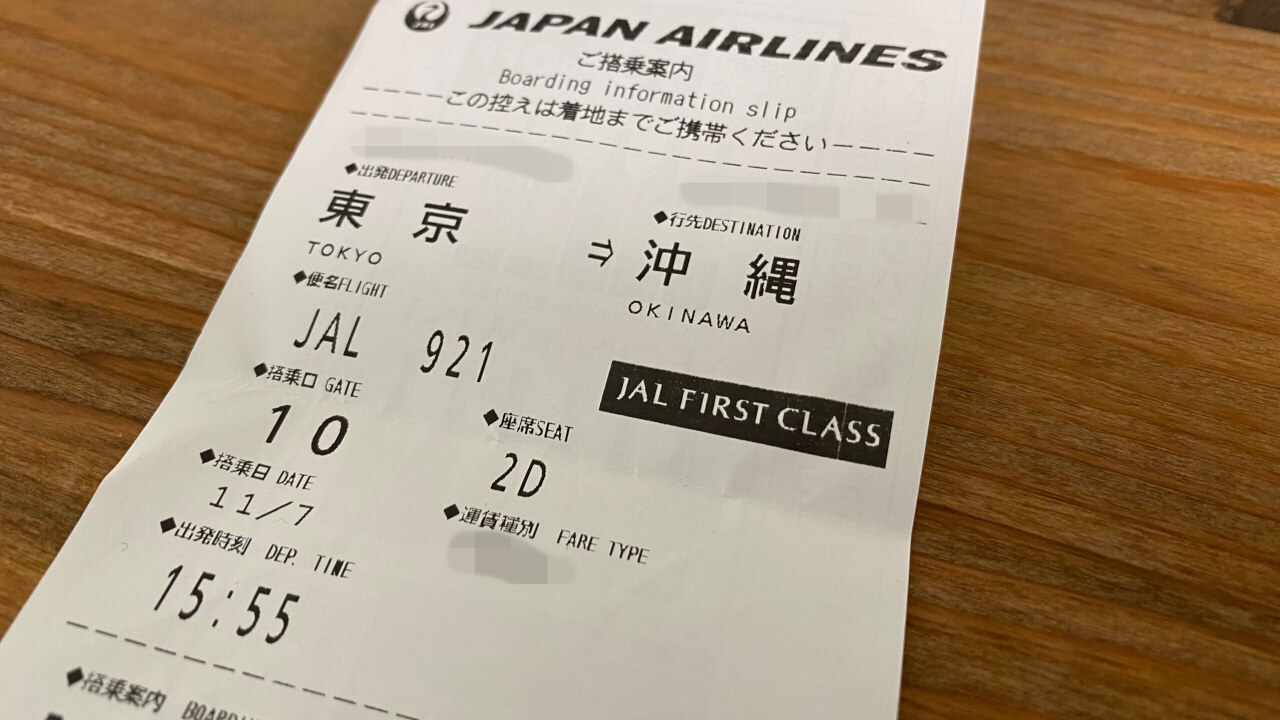 JAL JAPAN AIRLINES
ご搭乗案内
Boarding information slip
この控えは着地までご携帯ください
◆出発DEPARTURE
東京
TOKYO
⇒
◆行先DESTINATION
沖縄
OKINAWA
◆便名FLIGHT
JAL 921
JAL FIRST CLASS
◆搭乗口 GATE
10
◆座席SEAT
2D
◆搭乗日 DATE
11/7
◆運賃種別 FARE TYPE
◆出発時刻 DEP. TIME
15:55
◆搭乗案内